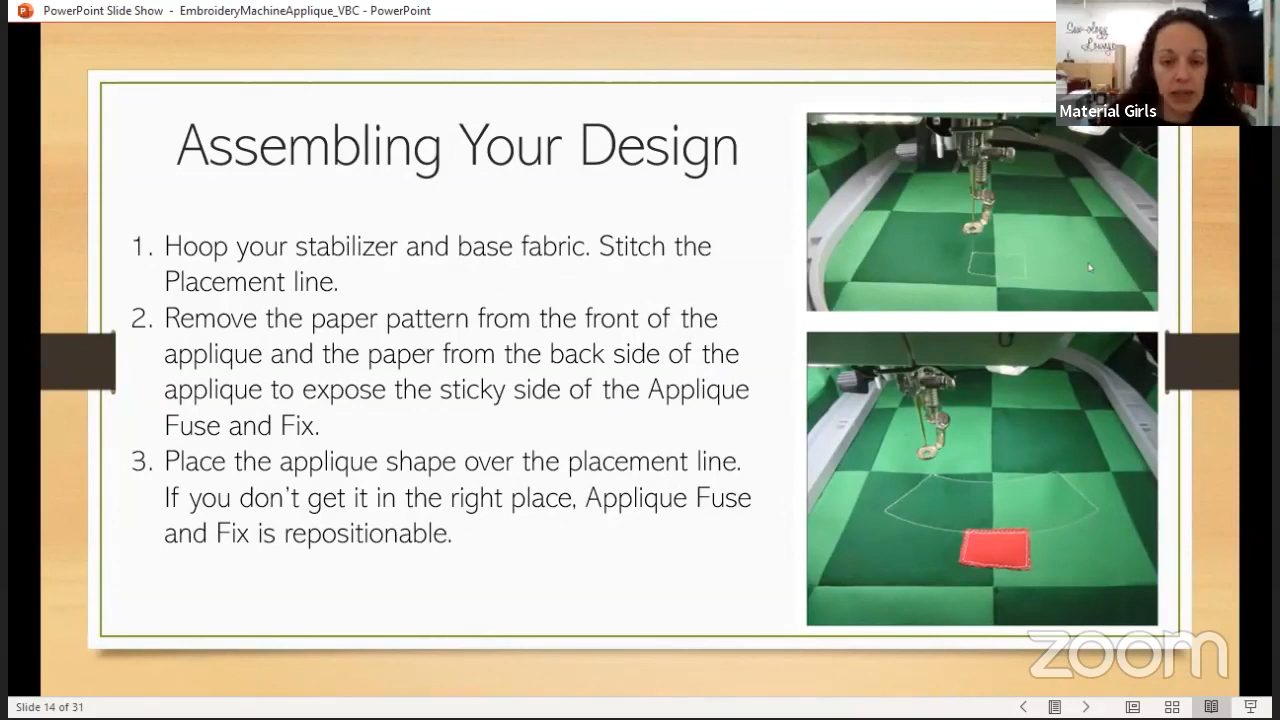 PowerPoint Slide Show - EmbroideryMachineApplique_VBC - PowerPoint
Sew-ology
Lounge
Material Girls
Assembling Your Design
1. Hoop your stabilizer and base fabric. Stitch the
Placement line.
2. Remove the paper pattern from the front of the
applique and the paper from the back side of the
applique to expose the sticky side of the Applique
Fuse and Fix.
3. Place the applique shape over the placement line.
If you don't get it in the right place, Applique Fuse
and Fix is repositionable.
zoom
Slide 14 of 31